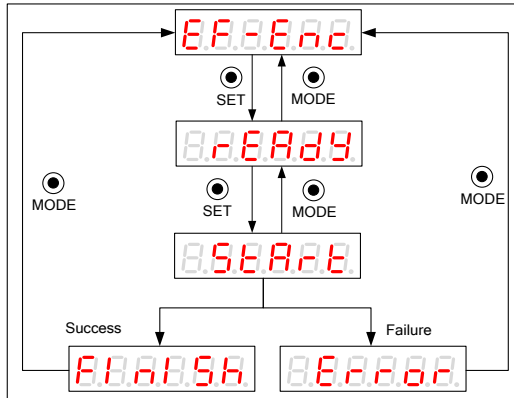 EF-Enc
SET MODE
rEAdy
MODE MODE
SET MODE
StArt
Success Failure
FInISh Error